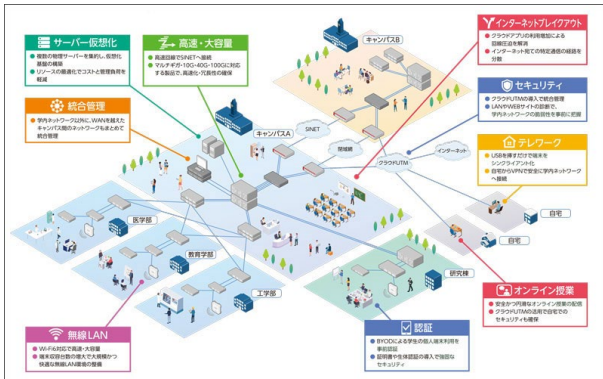 サーバー仮想化
複数の物理サーバーを集約し、仮想化
基盤の構築
リソースの最適化でコストと管理負荷を
軽減
高速・大容量
高速回線でSINETへ接続
マルチギガ・10G・40G・100Gに対応
する製品で、高速化・冗長性の確保
キャンパスB
インターネットブレイクアウト
クラウドアプリの利用増加による
回線圧迫を解消
インターネット宛ての特定通信の経路を
分散
統合管理
学内ネットワーク以外に、WANを越えた
キャンパス間のネットワークもまとめて
統合管理
セキュリティ
クラウドUTMの導入で統合管理
LANやWEBサイトの診断で、
学内ネットワークの脆弱性を事前に把握
キャンパスA
SINET
閉域網
クラウドUTM
インターネット
テレワーク
USBを挿すだけで端末を
シンクライアント化
自宅からVPNで安全に学内ネットワーク
へ接続
自宅
自宅
医学部
教育学部
工学部
研究棟
オンライン授業
安全かつ円滑なオンライン授業の配信
クラウドUTMの活用で自宅での
セキュリティも確保
無線LAN
Wi-Fi6対応で高速・大容量
端末収容台数の増大で大規模かつ
快適な無線LAN環境の整備
認証
BYODによる学生の個人端末利用を
事前認証
証明書や生体認証の導入で強固な
セキュリティ